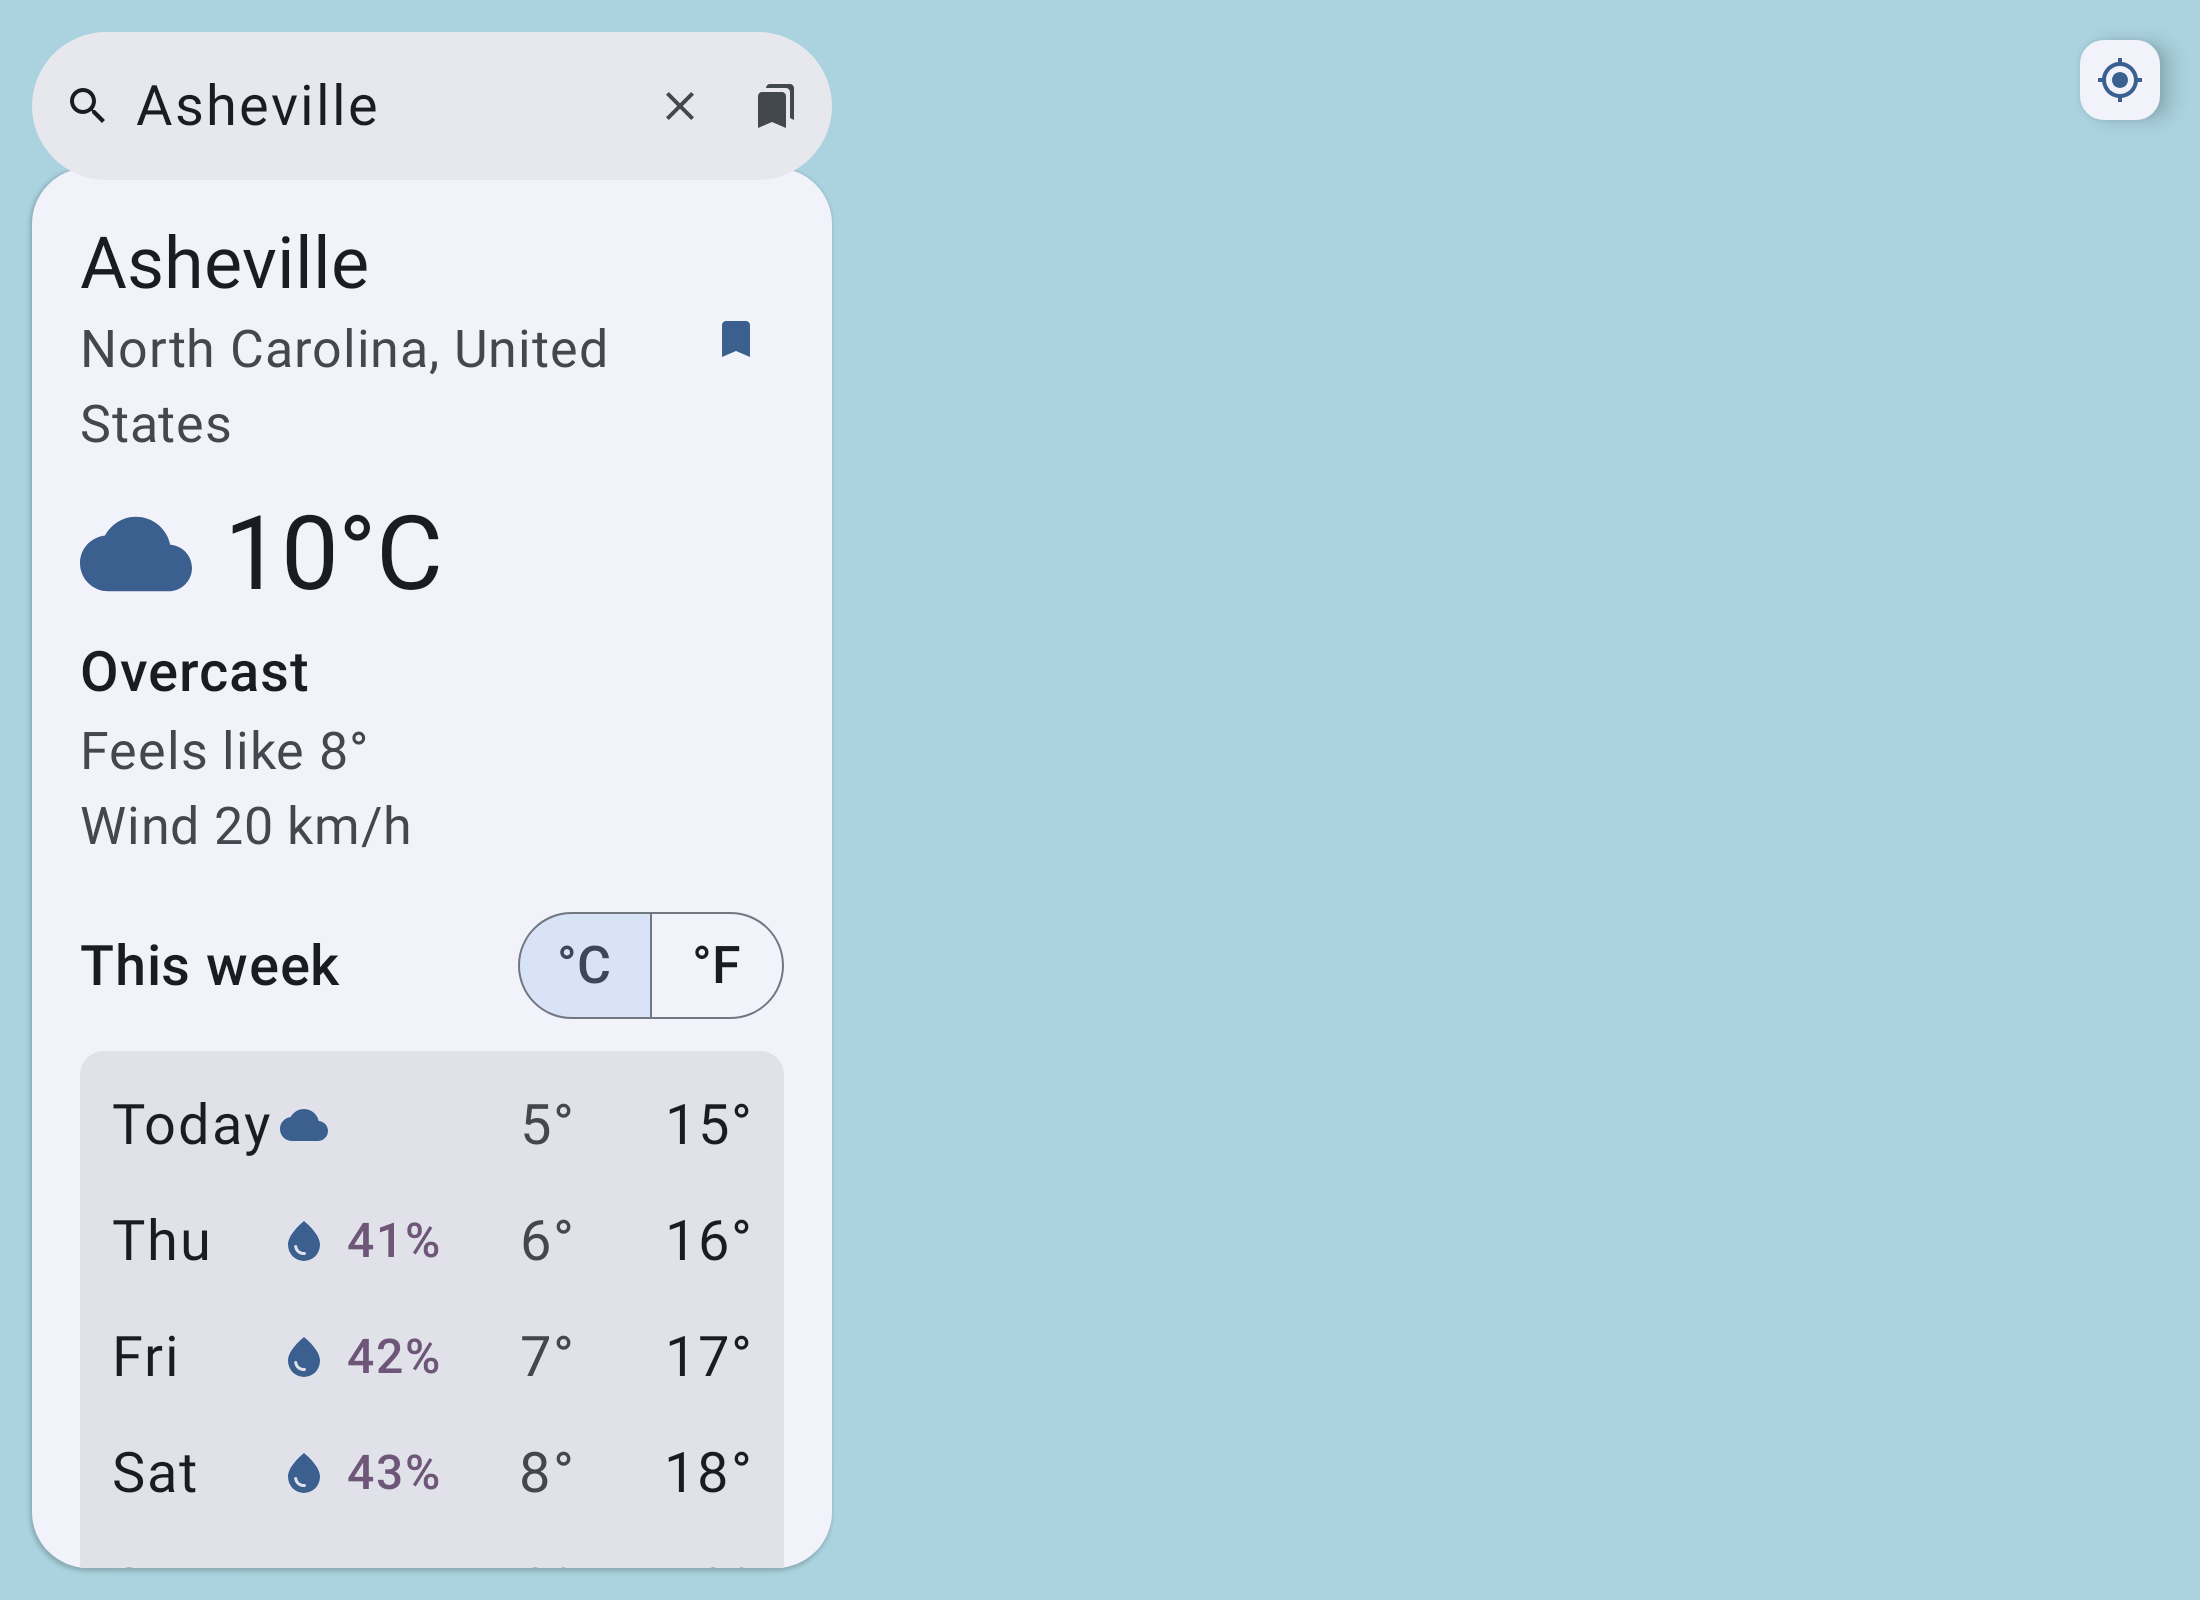 Asheville
Asheville
North Carolina, United
States
10°C
Overcast
Feels like 8°
Wind 20 km/h
This week °C °F
Today 5° 15°
Thu 41% 6° 16°
Fri 42% 7° 17°
Sat 43% 8° 18°